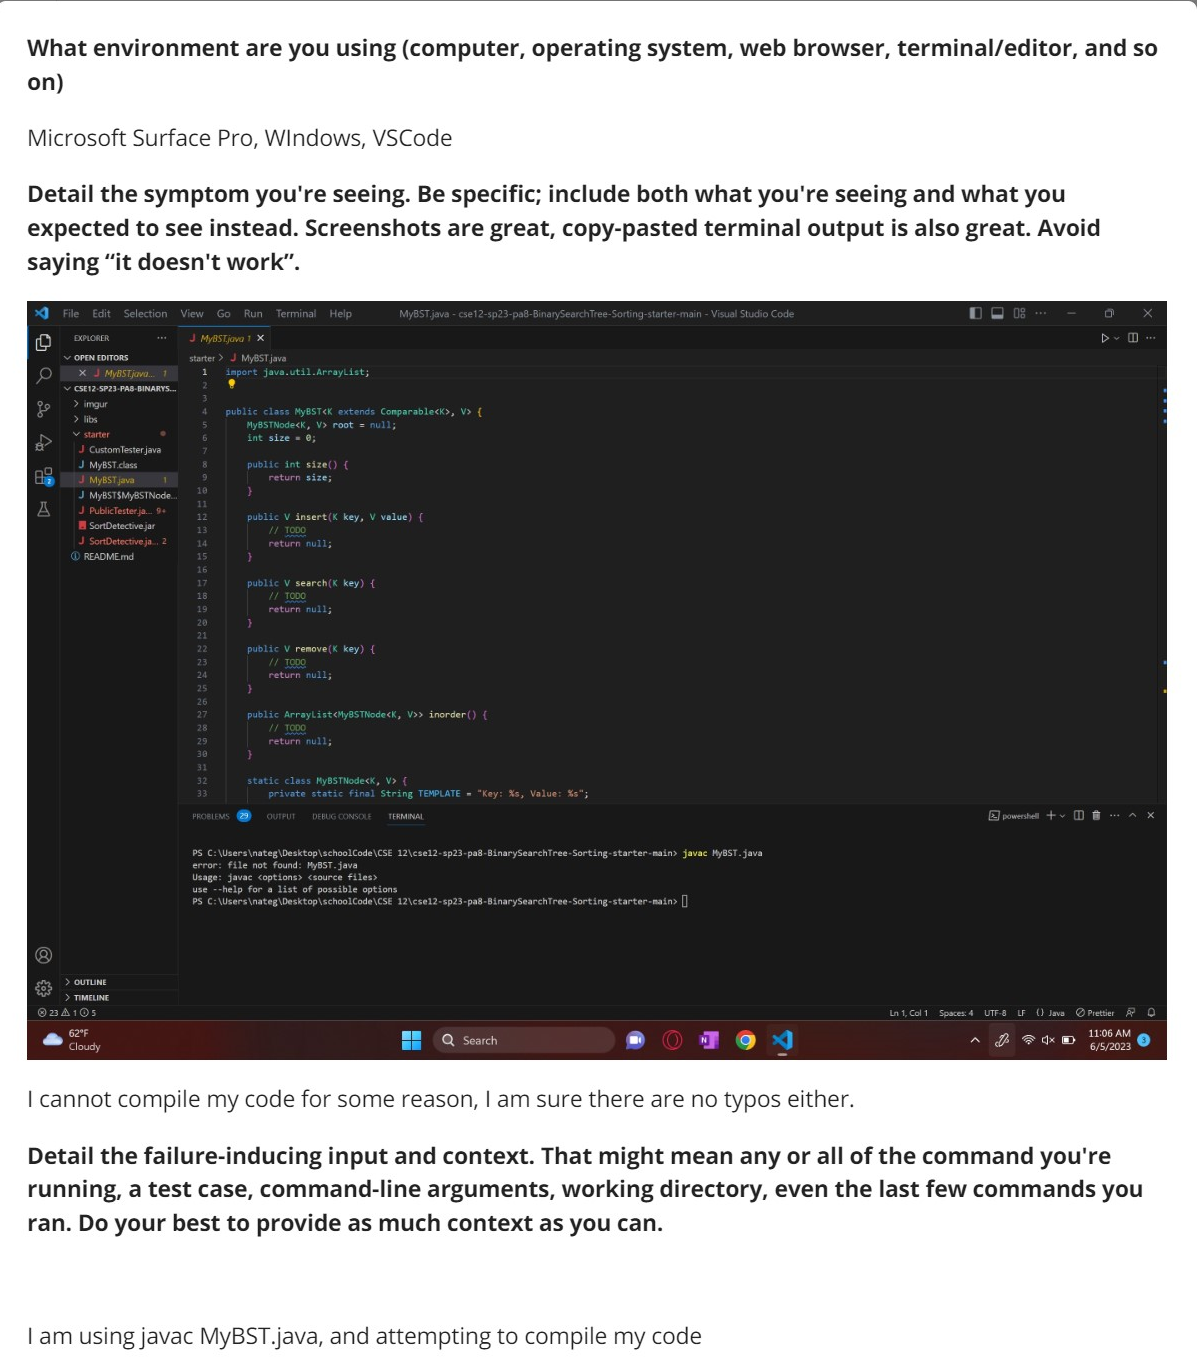 What environment are you using (computer, operating system, web browser, terminal/editor, and so
on)
Microsoft Surface Pro, WIndows, VSCode
Detail the symptom you're seeing. Be specific; include both what you're seeing and what you
expected to see instead. Screenshots are great, copy-pasted terminal output is also great. Avoid
saying “it doesn't work”.
File Edit Selection View Go Run Terminal Help MyBST.java - cse12-sp23-pa8-BinarySearchTree-Sorting-starter-main - Visual Studio Code
EXPLORER ···
OPEN EDITORS
MyBST.java... 1
CSE12-SP23-PA8-BINARYS...
imgur
libs
starter
CustomTester.java
MyBST.class
MyBST.java 1
MyBST$MyBSTNode...
PublicTester.ja... 9+
SortDetective.jar
SortDetective.ja... 2
README.md
OUTLINE
TIMELINE
MyBST.java 1
starter > MyBST.java
1 import java.util.ArrayList;
2
3
4 public class MyBST<K extends Comparable<K>, V> {
5 MyBSTNode<K, V> root = null;
6 int size = 0;
7
8 public int size() {
9 return size;
10 }
11
12 public V insert(K key, V value) {
13 // TODO
14 return null;
15 }
16
17 public V search(K key) {
18 // TODO
19 return null;
20 }
21
22 public V remove(K key) {
23 // TODO
24 return null;
25 }
26
27 public ArrayList<MyBSTNode<K, V>> inorder() {
28 // TODO
29 return null;
30 }
31
32 static class MyBSTNode<K, V> {
33 private static final String TEMPLATE = "Key: %s, Value: %s";
PROBLEMS 29 OUTPUT DEBUG CONSOLE TERMINAL powershell
PS C:\Users\nateg\Desktop\schoolCode\CSE 12\cse12-sp23-pa8-BinarySearchTree-Sorting-starter-main> javac MyBST.java
error: file not found: MyBST.java
Usage: javac <options> <source files>
use --help for a list of possible options
PS C:\Users\nateg\Desktop\schoolCode\CSE 12\cse12-sp23-pa8-BinarySearchTree-Sorting-starter-main>
23 1 5 Ln 1, Col 1 Spaces: 4 UTF-8 LF {} Java Prettier
62°F
Cloudy
Search
11:06 AM
6/5/2023 3
I cannot compile my code for some reason, I am sure there are no typos either.
Detail the failure-inducing input and context. That might mean any or all of the command you're
running, a test case, command-line arguments, working directory, even the last few commands you
ran. Do your best to provide as much context as you can.
I am using javac MyBST.java, and attempting to compile my code